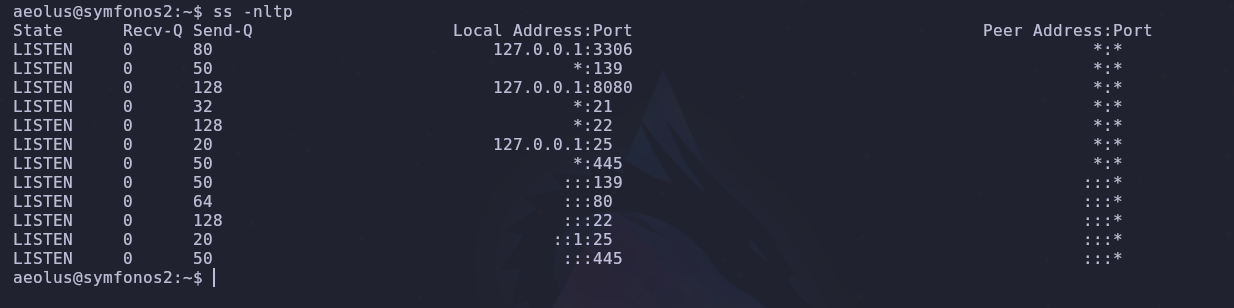 aeolus@symfonos2:~$ ss -nltp
State      Recv-Q Send-Q                    Local Address:Port                                   Peer Address:Port
LISTEN     0      80                            127.0.0.1:3306                                              *:*
LISTEN     0      50                                    *:139                                               *:*
LISTEN     0      128                           127.0.0.1:8080                                              *:*
LISTEN     0      32                                    *:21                                                *:*
LISTEN     0      128                                   *:22                                                *:*
LISTEN     0      20                            127.0.0.1:25                                                *:*
LISTEN     0      50                                    *:445                                               *:*
LISTEN     0      50                                   :::139                                              :::*
LISTEN     0      64                                   :::80                                               :::*
LISTEN     0      128                                  :::22                                               :::*
LISTEN     0      20                                  ::1:25                                               :::*
LISTEN     0      50                                   :::445                                              :::*
aeolus@symfonos2:~$